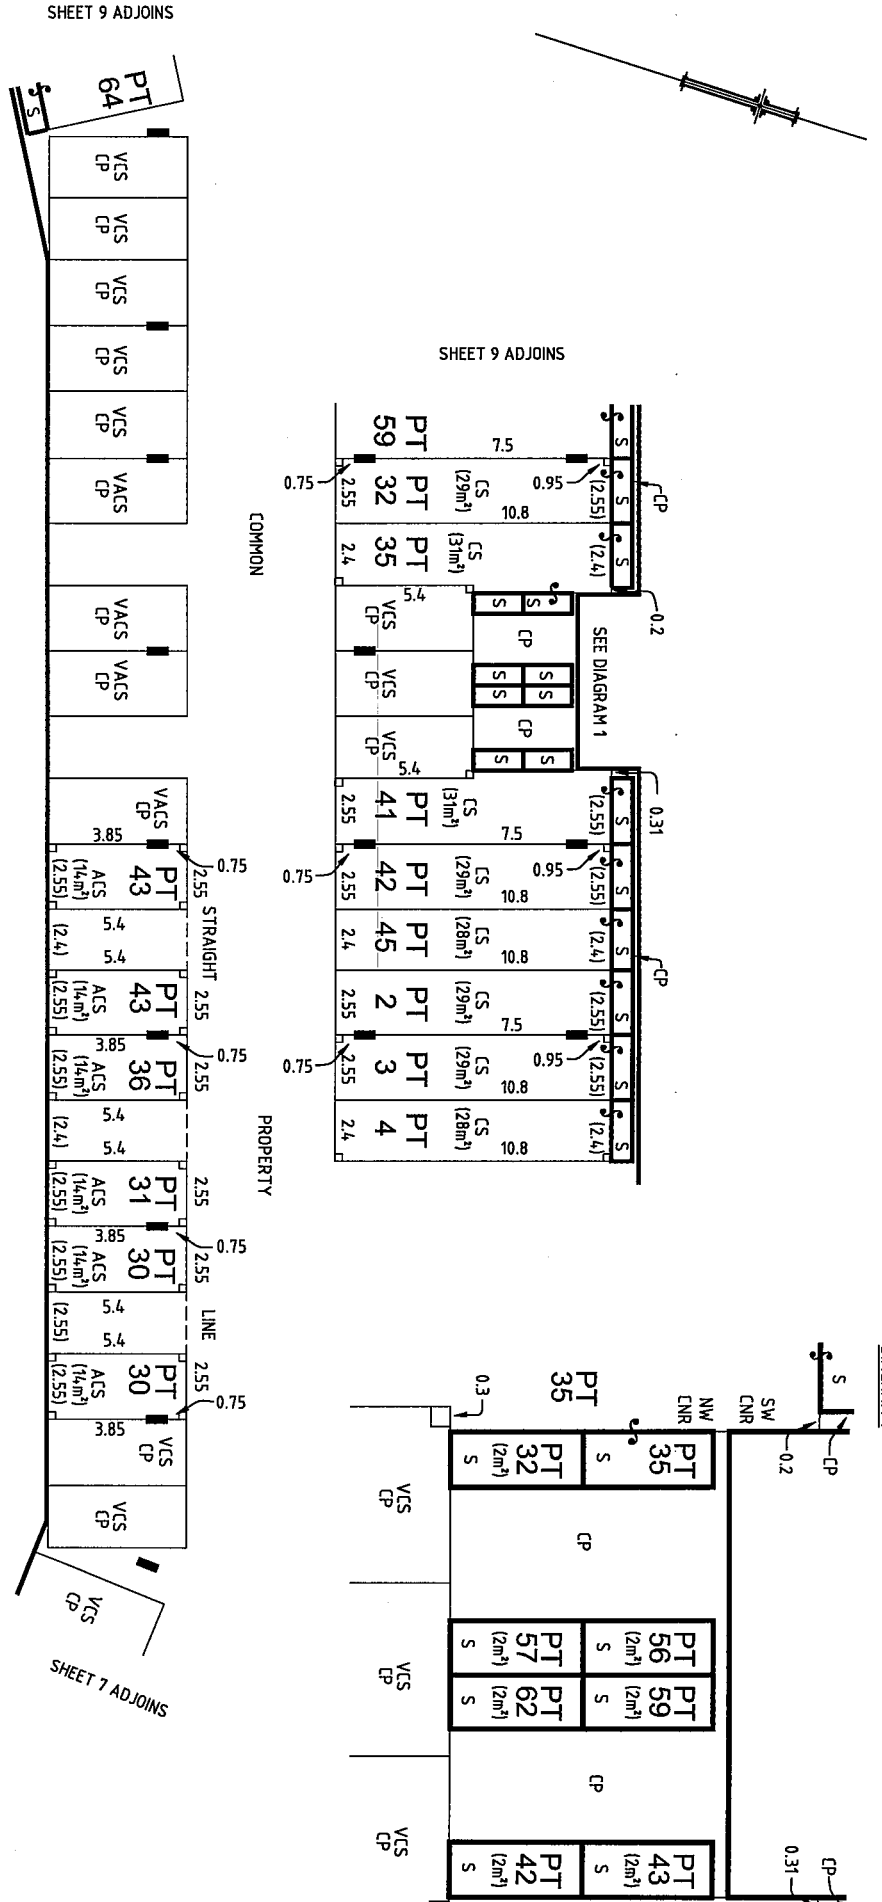 SHEET 9 ADJOINS
PT
64
S
VCS
CP
VCS
CP
VCS
CP
VCS
CP
VCS
CP
VACS
CP
VACS
CP
VACS
CP
VACS
CP
3.85
0.75
PT
43
ACS
(14m²)
(2.55)
2.55
STRAIGHT
5.4
(2.4)
5.4
PT
43
ACS
(14m²)
(2.55)
2.55
3.85
0.75
PT
36
ACS
(14m²)
(2.55)
2.55
5.4
(2.4)
5.4
PT
31
ACS
(14m²)
(2.55)
2.55
3.85
0.75
PT
30
ACS
(14m²)
(2.55)
2.55
5.4
(2.55)
5.4
LINE
PT
30
ACS
(14m²)
(2.55)
2.55
3.85
0.75
VCS
CP
VCS
CP
VCS
CP
SHEET 7 ADJOINS
COMMON
PROPERTY
SHEET 9 ADJOINS
PT
59
7.5
S
0.75
0.95
CP
PT
32
CS
(29m²)
2.55
10.8
(2.55)
S
PT
35
CS
(31m²)
2.4
(2.4)
S
0.2
5.4
VCS
CP
S
S
CP
SEE DIAGRAM 1
VCS
CP
S
S
S
S
CP
VCS
CP
S
S
5.4
0.31
PT
41
CS
(31m²)
2.55
7.5
(2.55)
S
0.75
0.95
PT
42
CS
(29m²)
2.55
10.8
(2.55)
S
PT
45
CS
(28m²)
2.4
10.8
(2.4)
S
CP
PT
2
CS
(29m²)
2.55
7.5
(2.55)
S
0.75
0.95
PT
3
CS
(29m²)
2.55
10.8
(2.55)
S
PT
4
CS
(28m²)
2.4
10.8
(2.4)
S
S
CP
0.2
SW
CNR
NW
CNR
PT
35
0.3
PT
35
S
PT
32
(2m²)
S
VCS
CP
CP
PT
56
(2m²)
S
PT
57
(2m²)
S
PT
59
(2m²)
S
PT
62
(2m²)
S
VCS
CP
CP
PT
43
(2m²)
S
PT
42
(2m²)
S
VCS
CP
0.31
CP